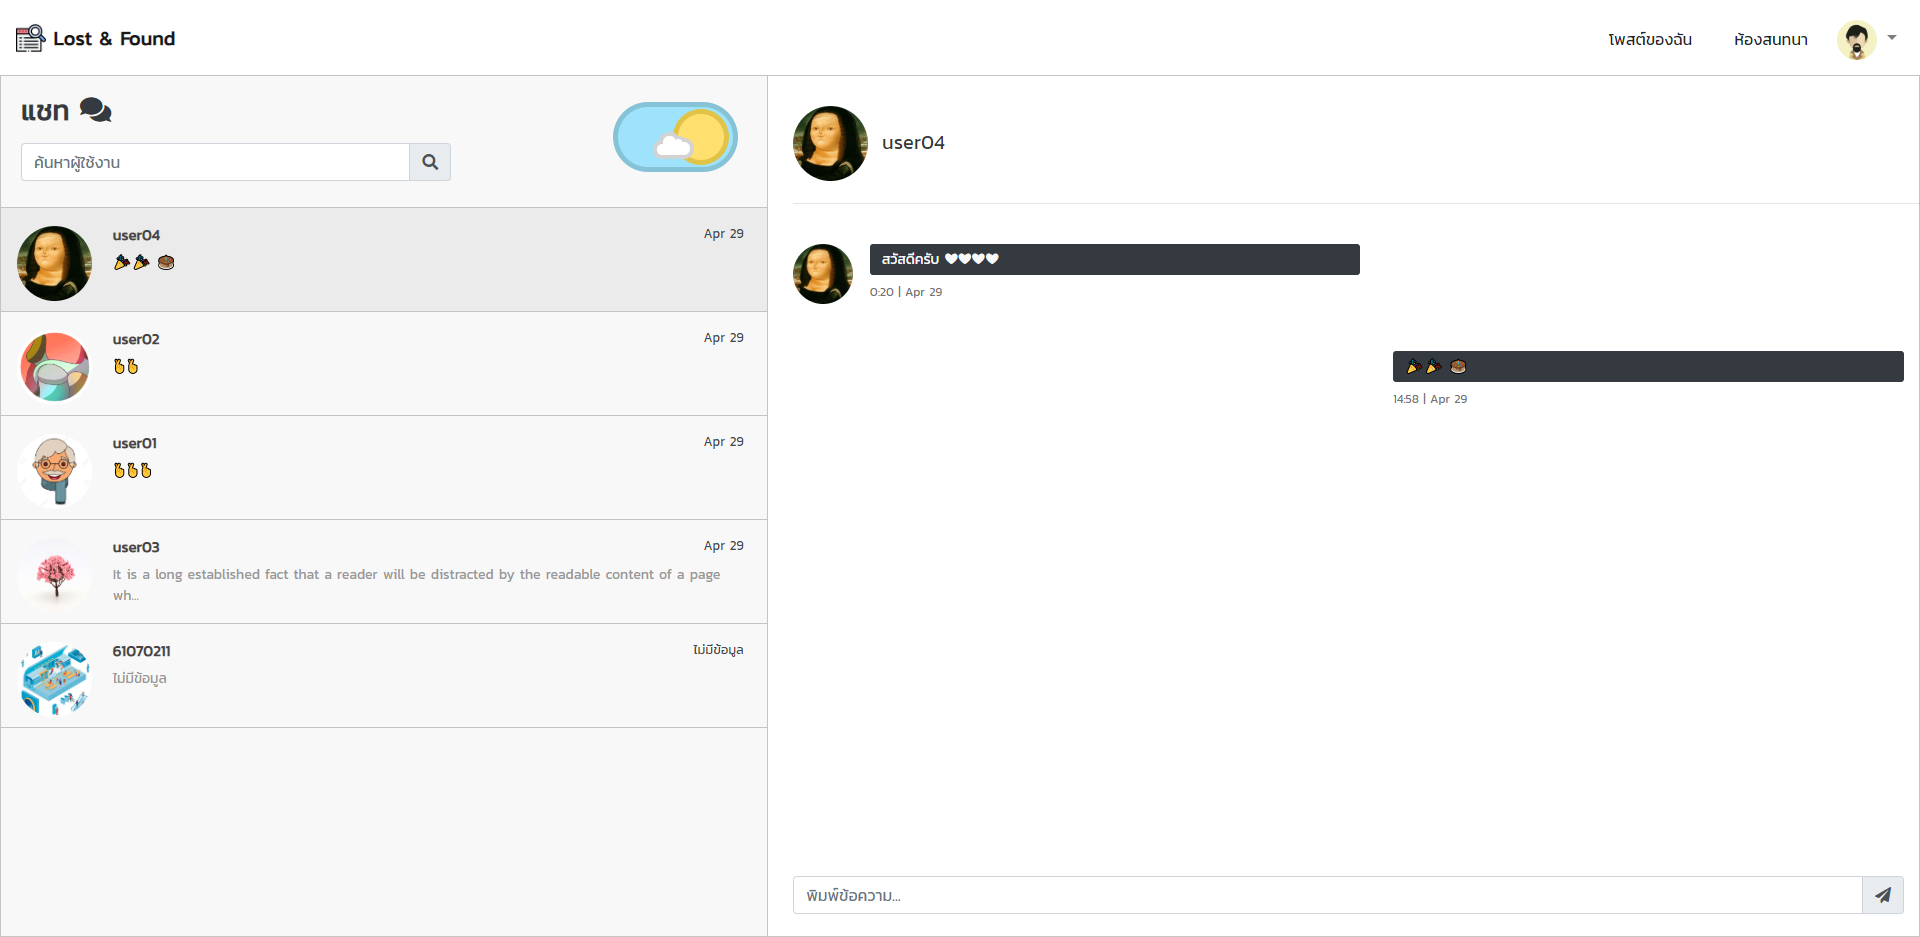 Lost & Found
โพสต์ของฉัน
ห้องสนทนา
แชท
ค้นหาผู้ใช้งาน
user04
Apr 29
🎉🎉 🥞
user02
Apr 29
🫰🫰
user01
Apr 29
🫰🫰🫰
user03
Apr 29
It is a long established fact that a reader will be distracted by the readable content of a page
wh...
61070211
ไม่มีข้อมูล
ไม่มีข้อมูล
user04
สวัสดีครับ 🤍🤍🤍🤍
0:20 | Apr 29
🎉🎉 🥞
14:58 | Apr 29
พิมพ์ข้อความ...